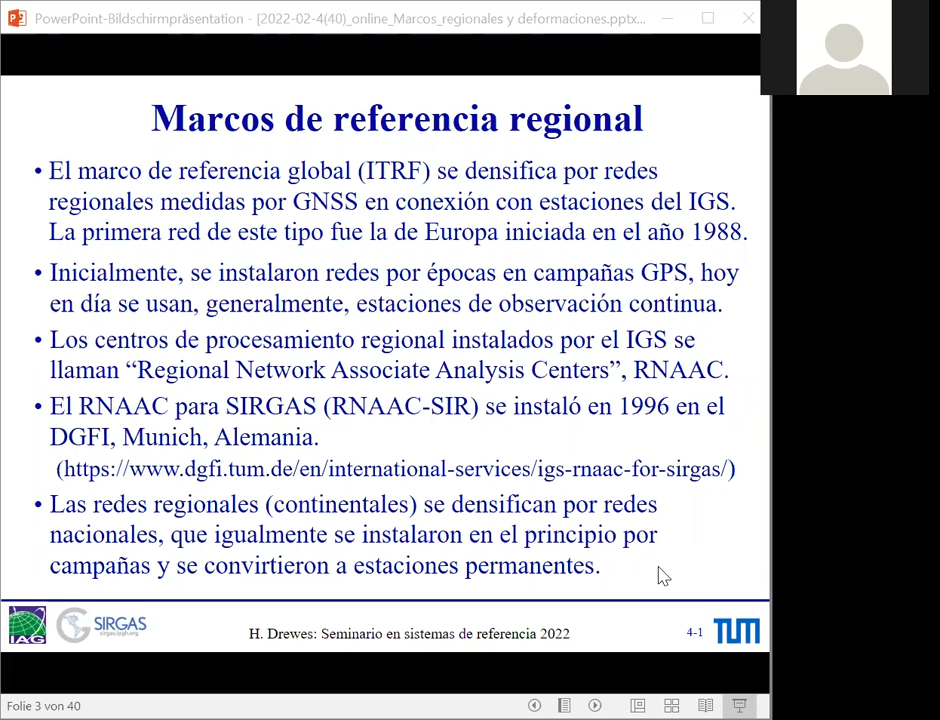 PowerPoint-Bildschirmpräsentation - [2022-02-4(40)_online_Marcos_regionales y deformaciones.pptx...
Marcos de referencia regional
• El marco de referencia global (ITRF) se densifica por redes
regionales medidas por GNSS en conexión con estaciones del IGS.
La primera red de este tipo fue la de Europa iniciada en el año 1988.
• Inicialmente, se instalaron redes por épocas en campañas GPS, hoy
en día se usan, generalmente, estaciones de observación continua.
• Los centros de procesamiento regional instalados por el IGS se
llaman “Regional Network Associate Analysis Centers”, RNAAC.
• El RNAAC para SIRGAS (RNAAC-SIR) se instaló en 1996 en el
DGFI, Munich, Alemania.
(https://www.dgfi.tum.de/en/international-services/igs-rnaac-for-sirgas/)
• Las redes regionales (continentales) se densifican por redes
nacionales, que igualmente se instalaron en el principio por
campañas y se convirtieron a estaciones permanentes.
IAG
SIRGAS
sirgas.ipgh.org
H. Drewes: Seminario en sistemas de referencia 2022
4-1
TUM
Folie 3 von 40